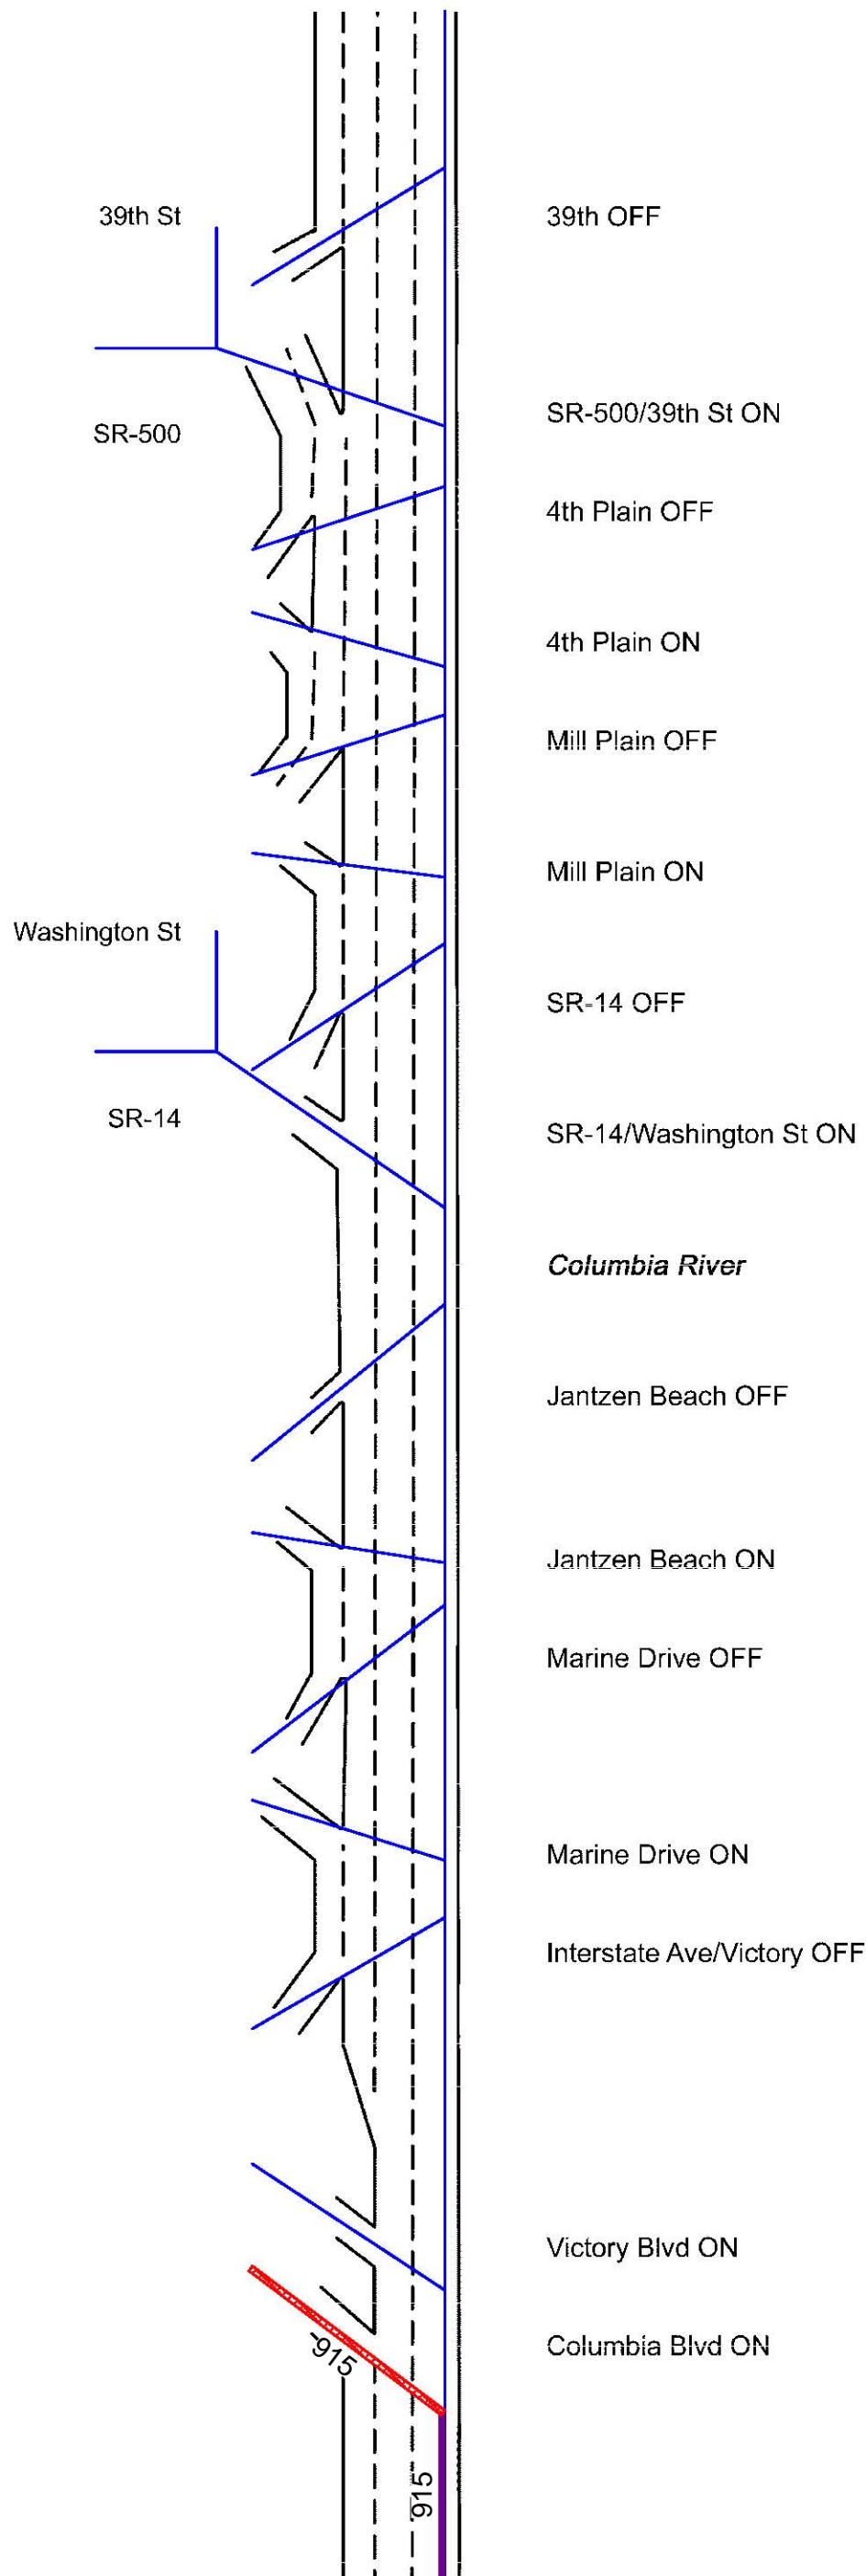 39th St
39th OFF
SR-500/39th St ON
SR-500
4th Plain OFF
4th Plain ON
Mill Plain OFF
Mill Plain ON
Washington St
SR-14 OFF
SR-14
SR-14/Washington St ON
Columbia River
Jantzen Beach OFF
Jantzen Beach ON
Marine Drive OFF
Marine Drive ON
Interstate Ave/Victory OFF
Victory Blvd ON
Columbia Blvd ON
915
915